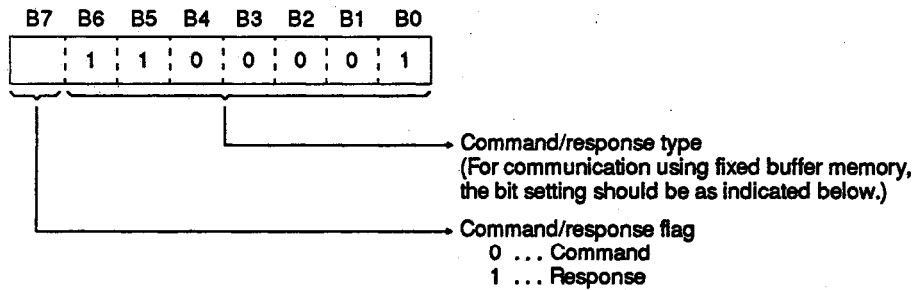 B7 B6 B5 B4 B3 B2 B1 B0
1 1 0 0 0 0 1
Command/response type
(For communication using fixed buffer memory,
the bit setting should be as indicated below.)
Command/response flag
0 ... Command
1 ... Response